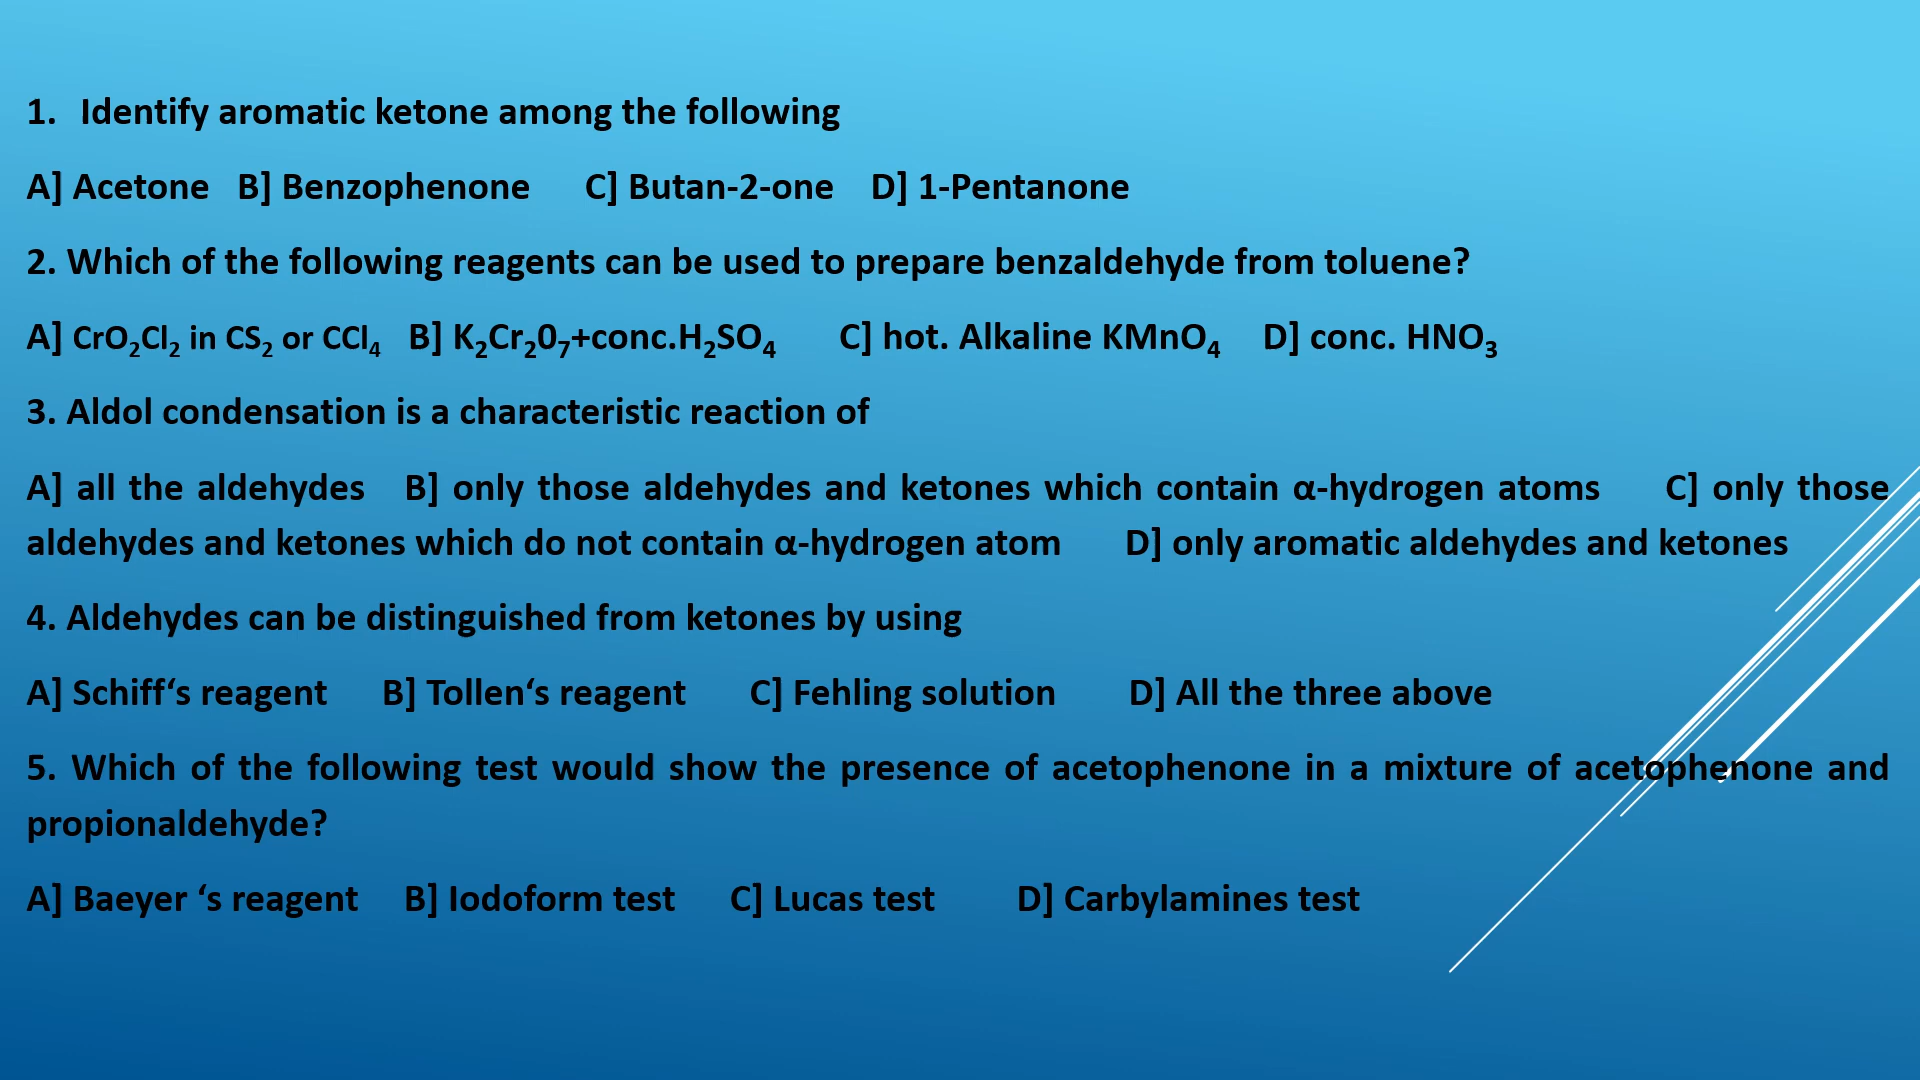 1. Identify aromatic ketone among the following
A] Acetone B] Benzophenone C] Butan-2-one D] 1-Pentanone
2. Which of the following reagents can be used to prepare benzaldehyde from toluene?
A] CrO₂Cl₂ in CS₂ or CCl₄ B] K₂Cr₂0₇+conc.H₂SO₄ C] hot. Alkaline KMnO₄ D] conc. HNO₃
3. Aldol condensation is a characteristic reaction of
A] all the aldehydes B] only those aldehydes and ketones which contain α-hydrogen atoms C] only those
aldehydes and ketones which do not contain α-hydrogen atom D] only aromatic aldehydes and ketones
4. Aldehydes can be distinguished from ketones by using
A] Schiff‘s reagent B] Tollen‘s reagent C] Fehling solution D] All the three above
5. Which of the following test would show the presence of acetophenone in a mixture of acetophenone and
propionaldehyde?
A] Baeyer ‘s reagent B] Iodoform test C] Lucas test D] Carbylamines test